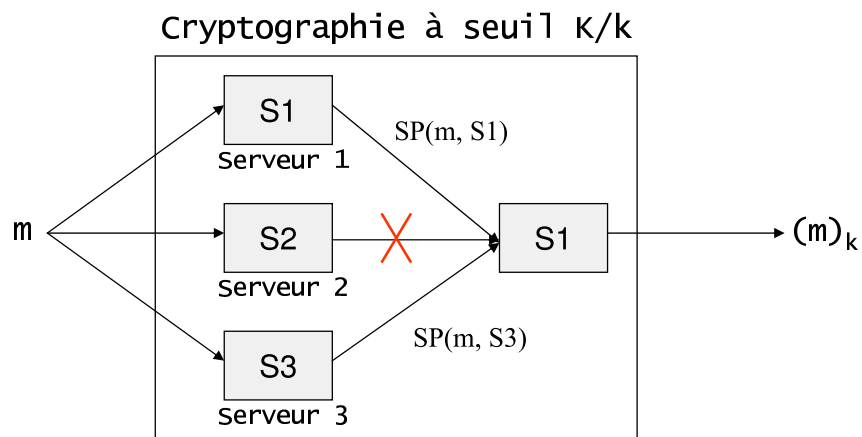 Cryptographie à seuil K/k
S1
Serveur 1
SP(m, S1)
m
S2
Serveur 2
S1
(m)k
SP(m, S3)
S3
Serveur 3